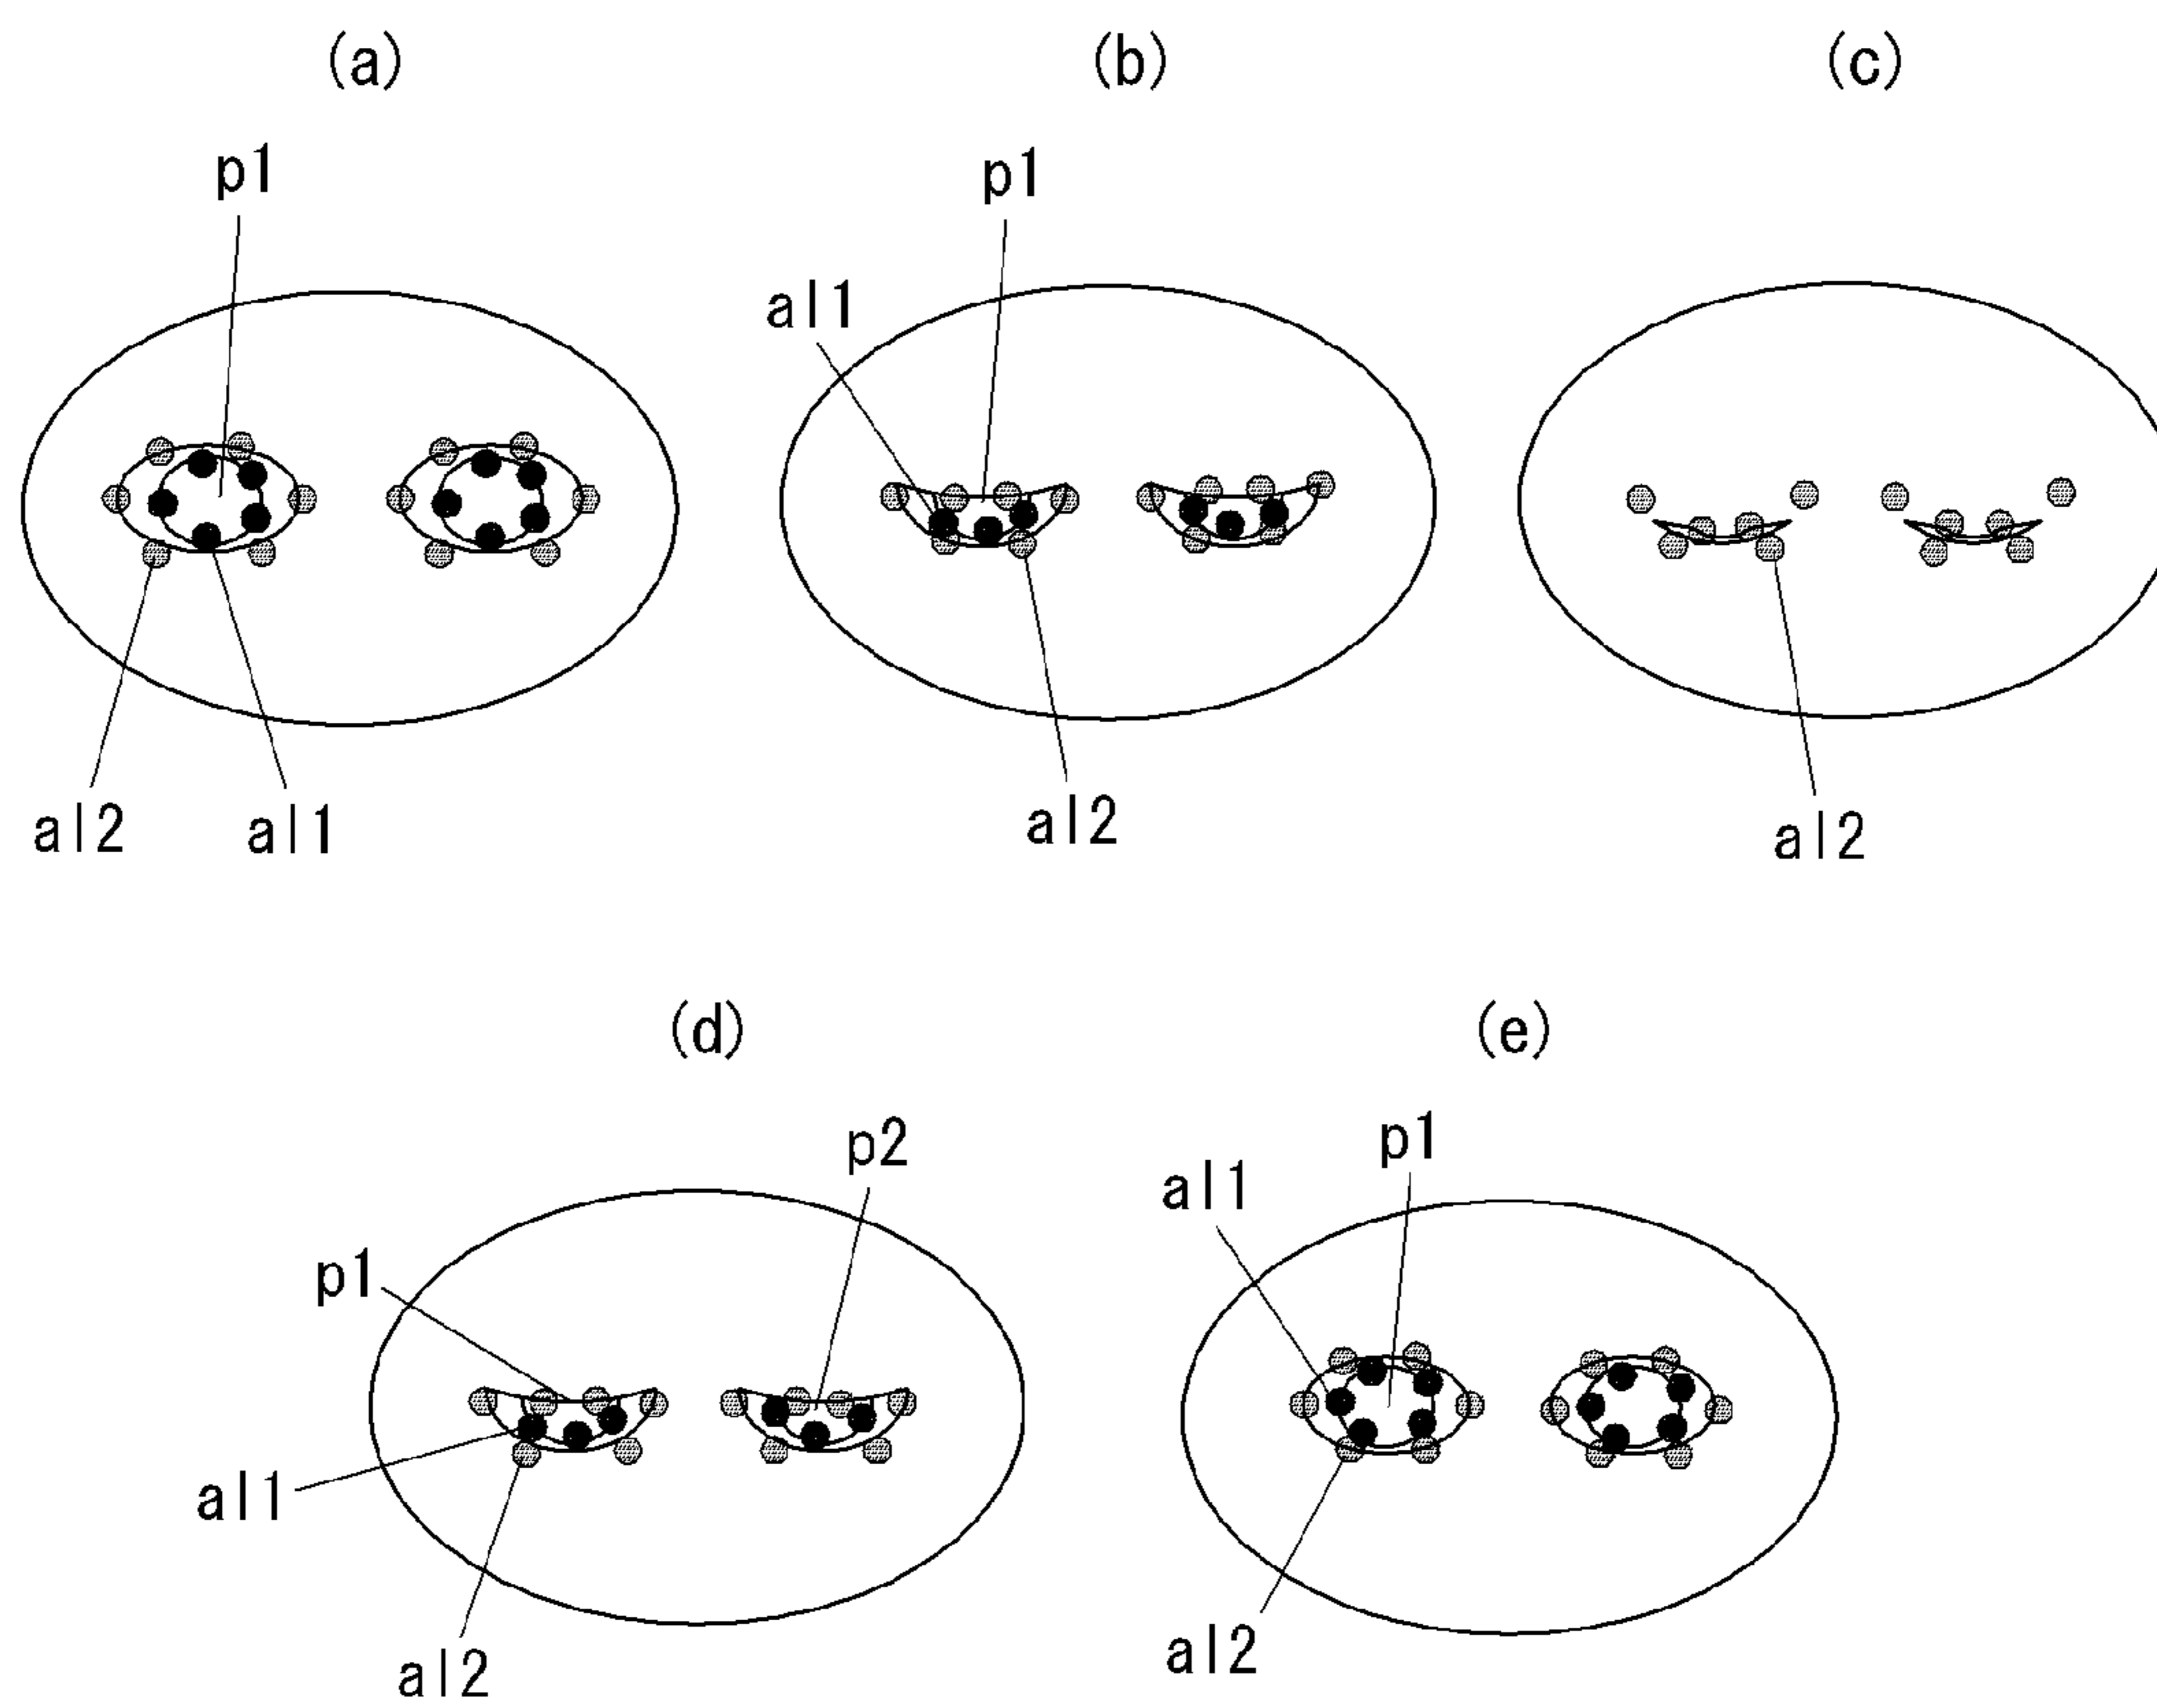 (a) (b) (c)
p1 p1
al1
al2 al1 al2 al2
(d) (e)
p2 p1
al1
p1
al1
al2 al2